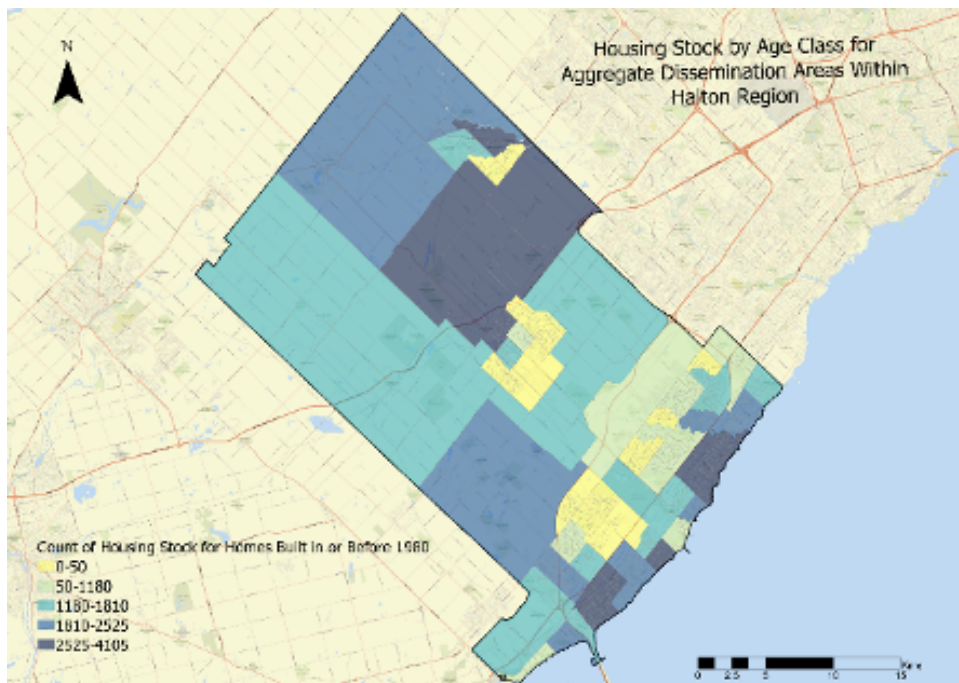 N
Housing Stock by Age Class for
Aggregate Dissemination Areas Within
Halton Region
Count of Housing Stock for Homes Built in or Before 1980
0-50
50-1180
1180-1810
1810-2525
2525-4105
0 2.5 5 10 15